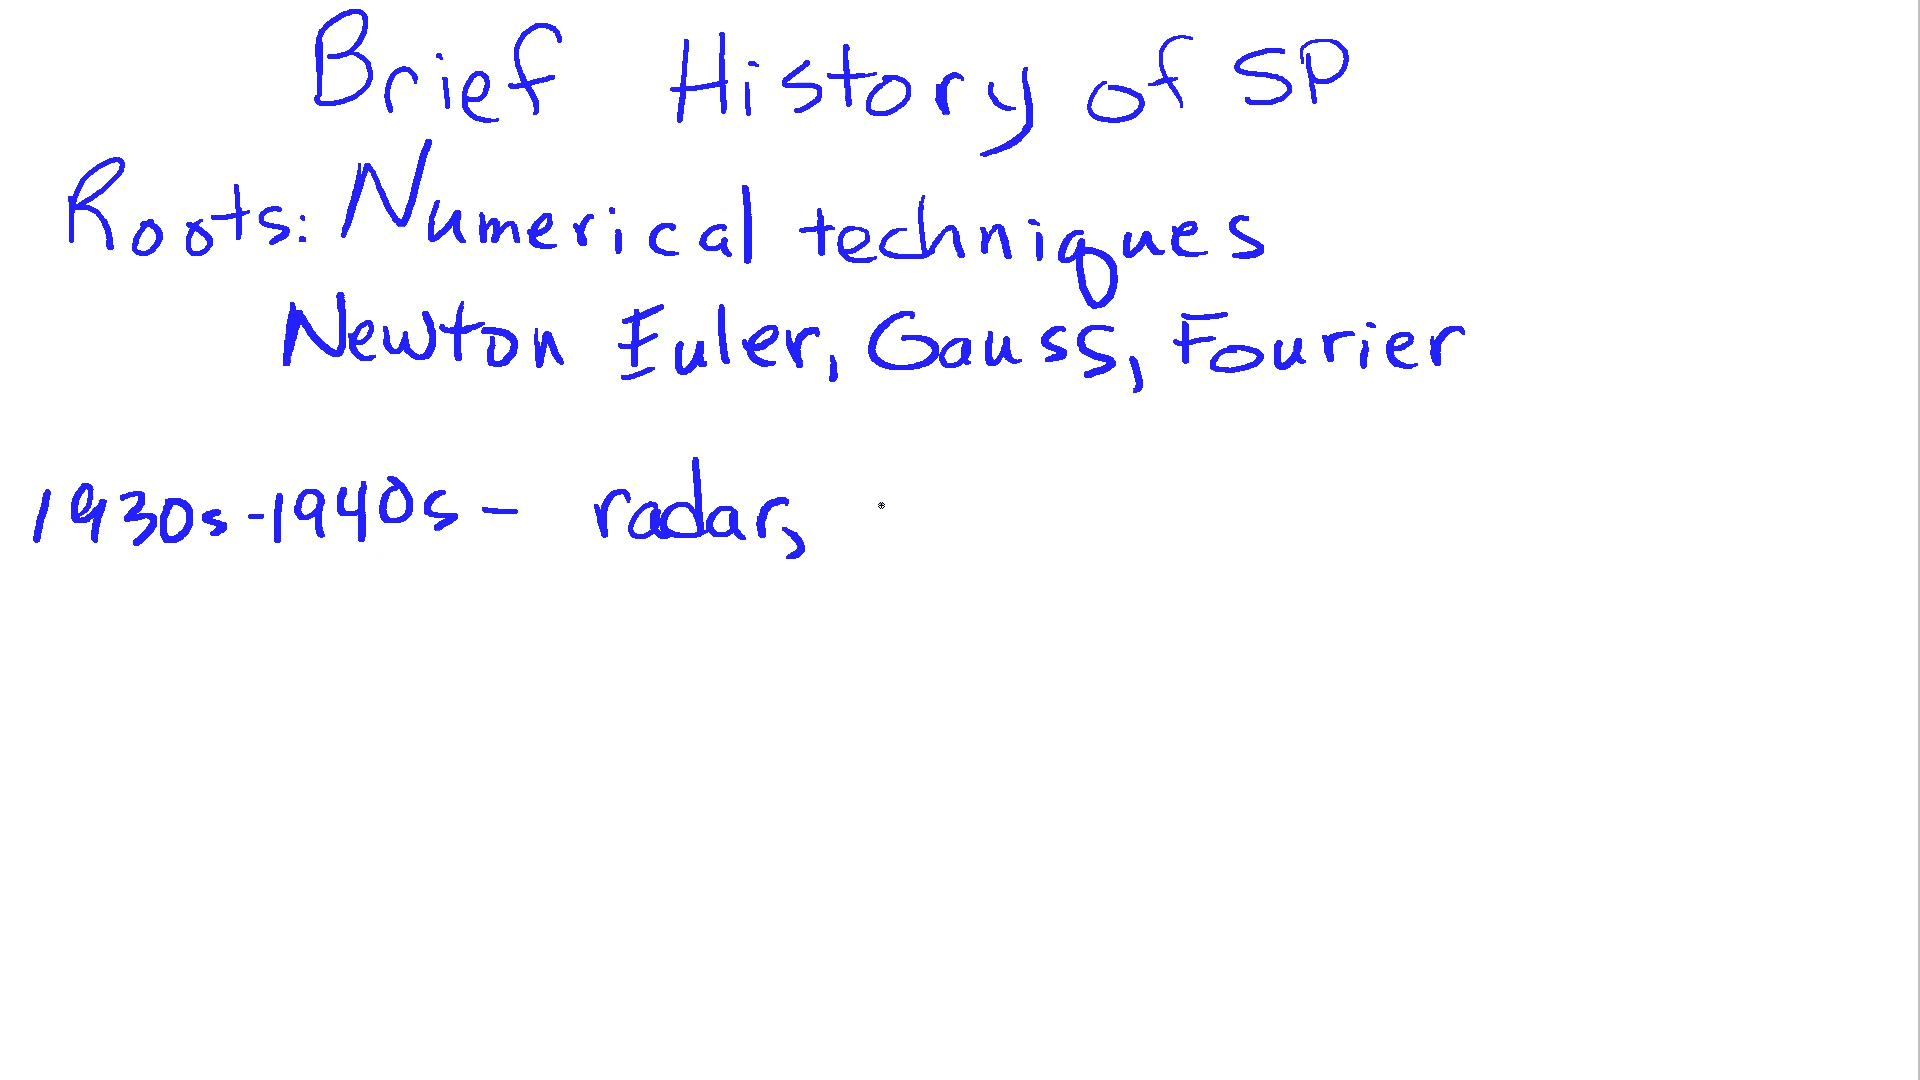 Brief History of SP
Roots: Numerical techniques
Newton Euler, Gauss, Fourier
1930s-1940s - radar,